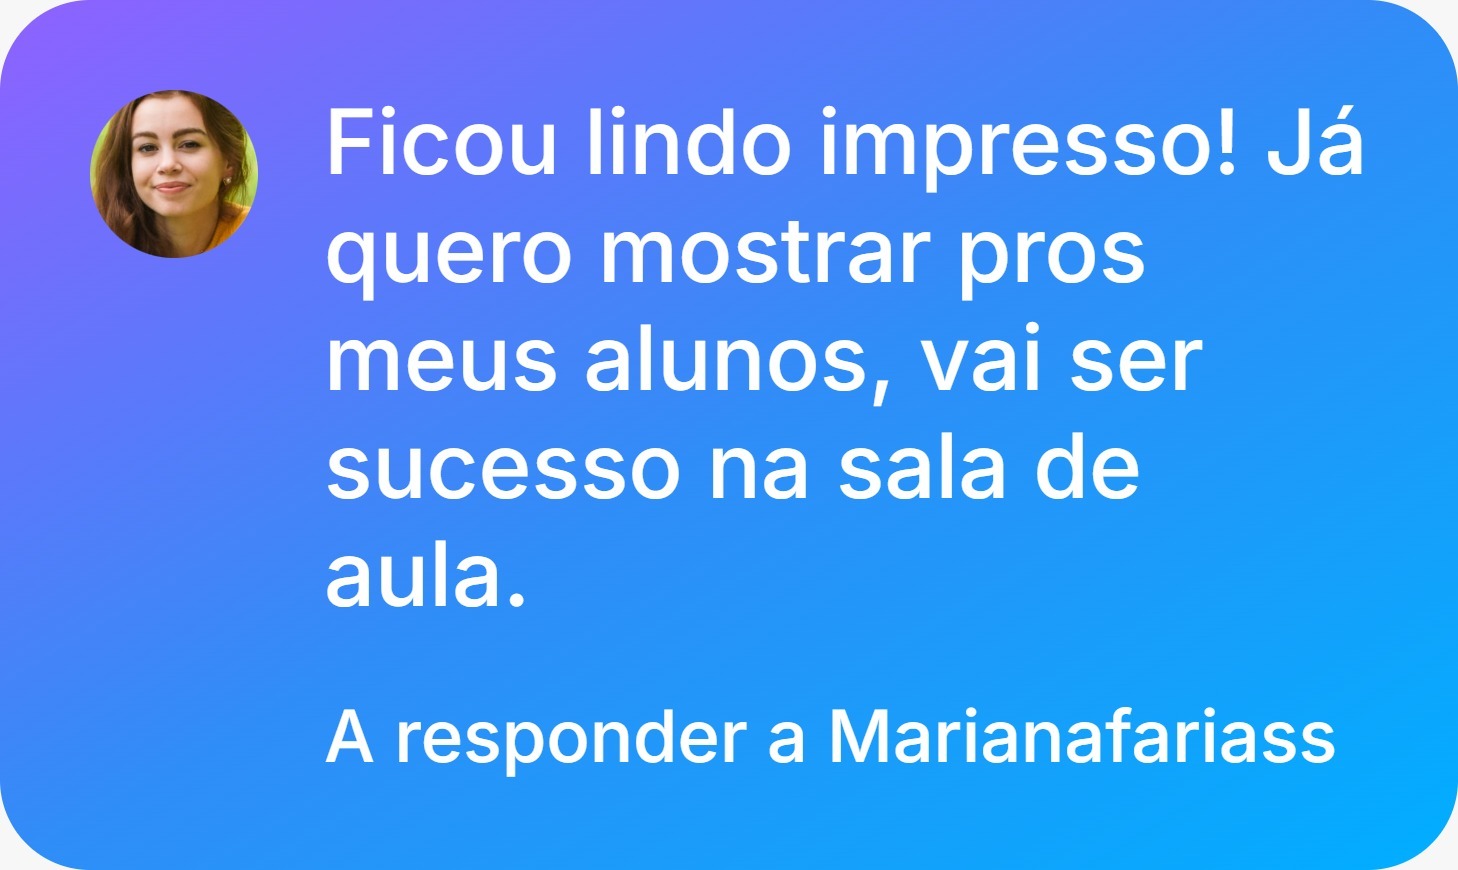 Ficou lindo impresso! Já
quero mostrar pros
meus alunos, vai ser
sucesso na sala de
aula.
A responder a Marianafariass